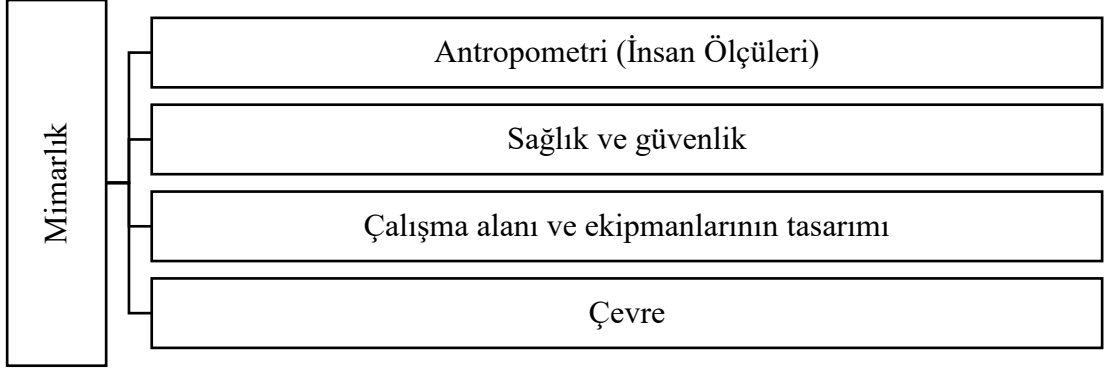 Mimarlık
Antropometri (İnsan Ölçüleri)
Sağlık ve güvenlik
Çalışma alanı ve ekipmanlarının tasarımı
Çevre